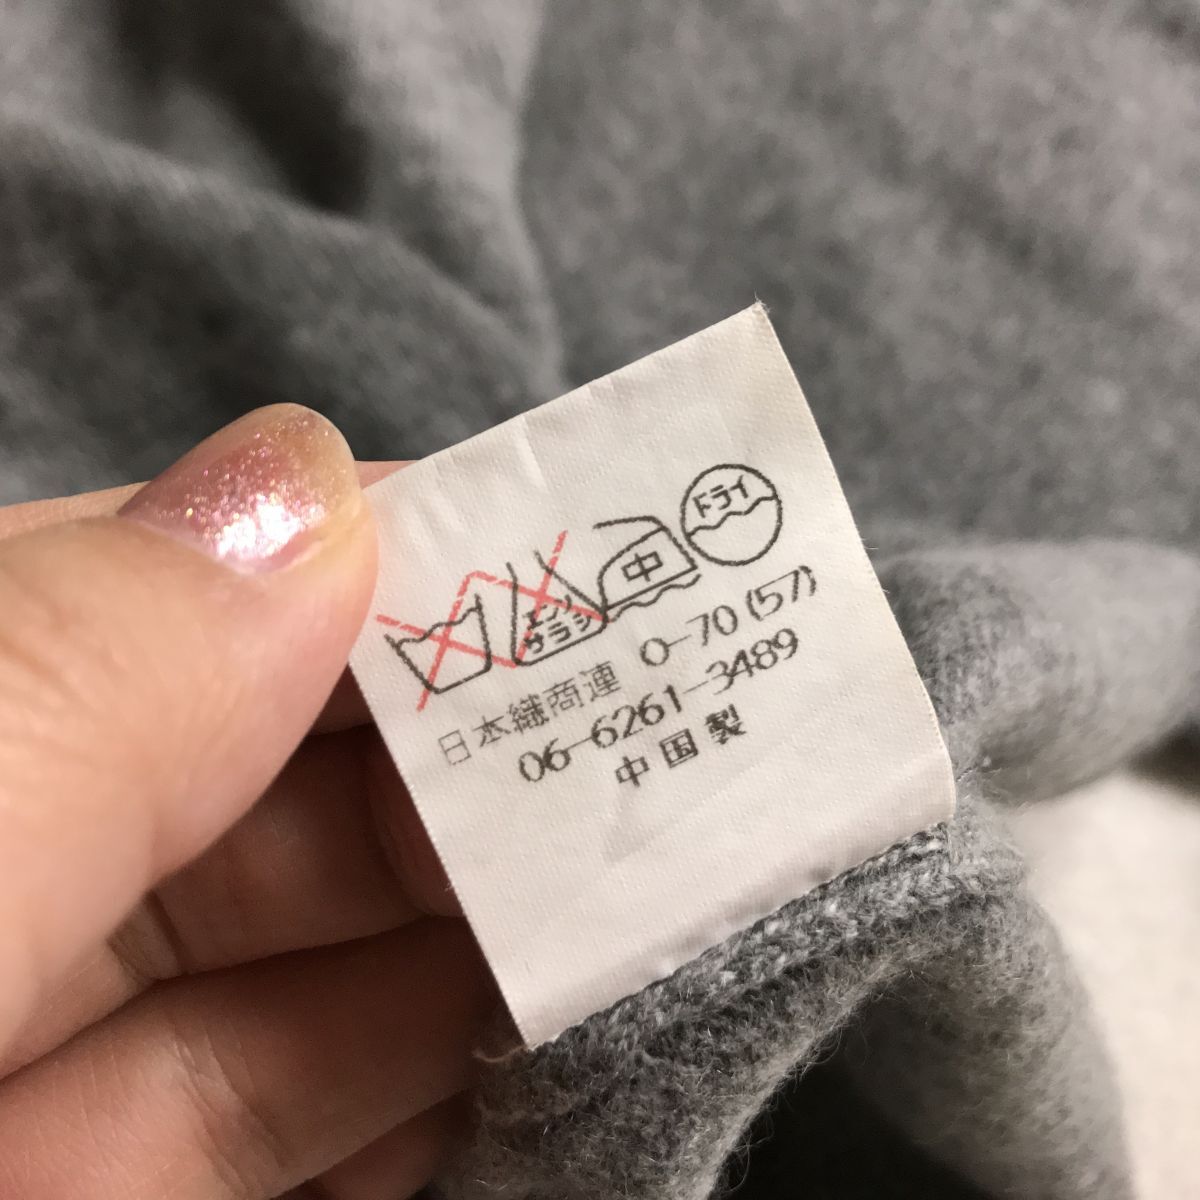 エンソ
サラシ
中
ドライ
日本織商連 O-70 (57)
06-6261-3489
中国製